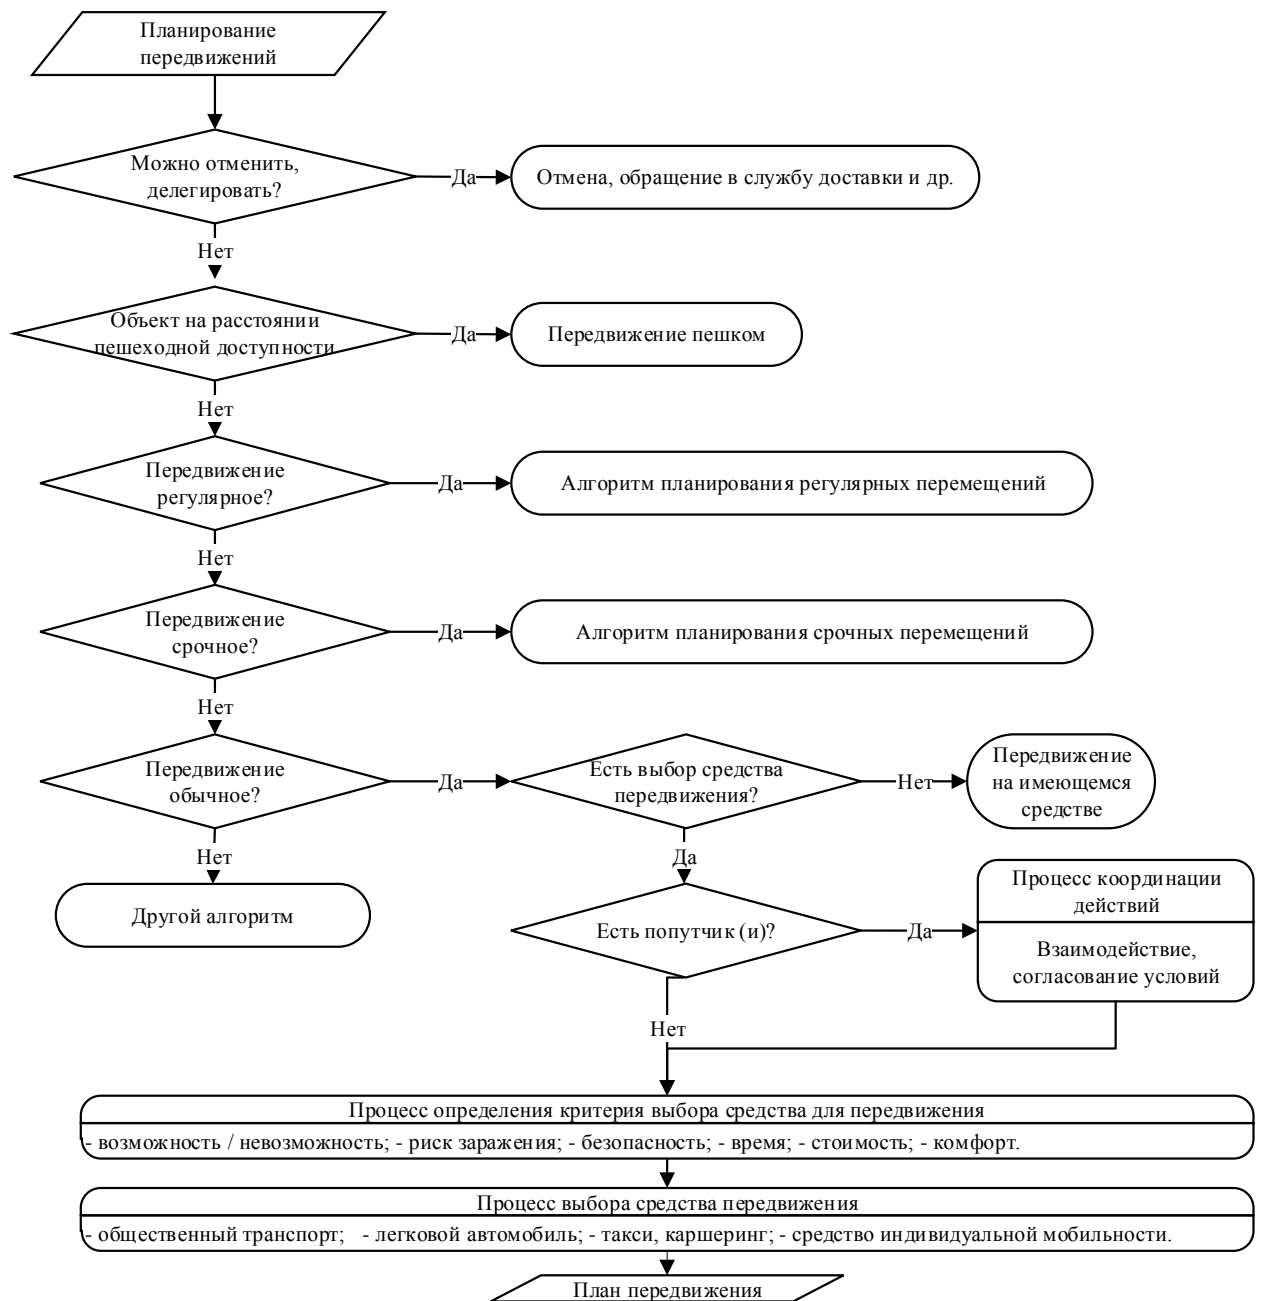 Планирование
передвижений
Можно отменить,
делегировать?
Да
Отмена, обращение в службу доставки и др.
Нет
Объект на расстоянии
пешеходной доступности
Да
Передвижение пешком
Нет
Передвижение
регулярное?
Да
Алгоритм планирования регулярных перемещений
Нет
Передвижение
срочное?
Да
Алгоритм планирования срочных перемещений
Нет
Передвижение
обычное?
Да
Есть выбор средства
передвижения?
Нет
Передвижение
на имеющемся
средстве
Нет
Да
Другой алгоритм
Есть попутчик (и)?
Да
Процесс координации
действий
Взаимодействие,
согласование условий
Нет
Процесс определения критерия выбора средства для передвижения
- возможность / невозможность; - риск заражения; - безопасность; - время; - стоимость; - комфорт.
Процесс выбора средства передвижения
- общественный транспорт; - легковой автомобиль; - такси, каршеринг; - средство индивидуальной мобильности.
План передвижения